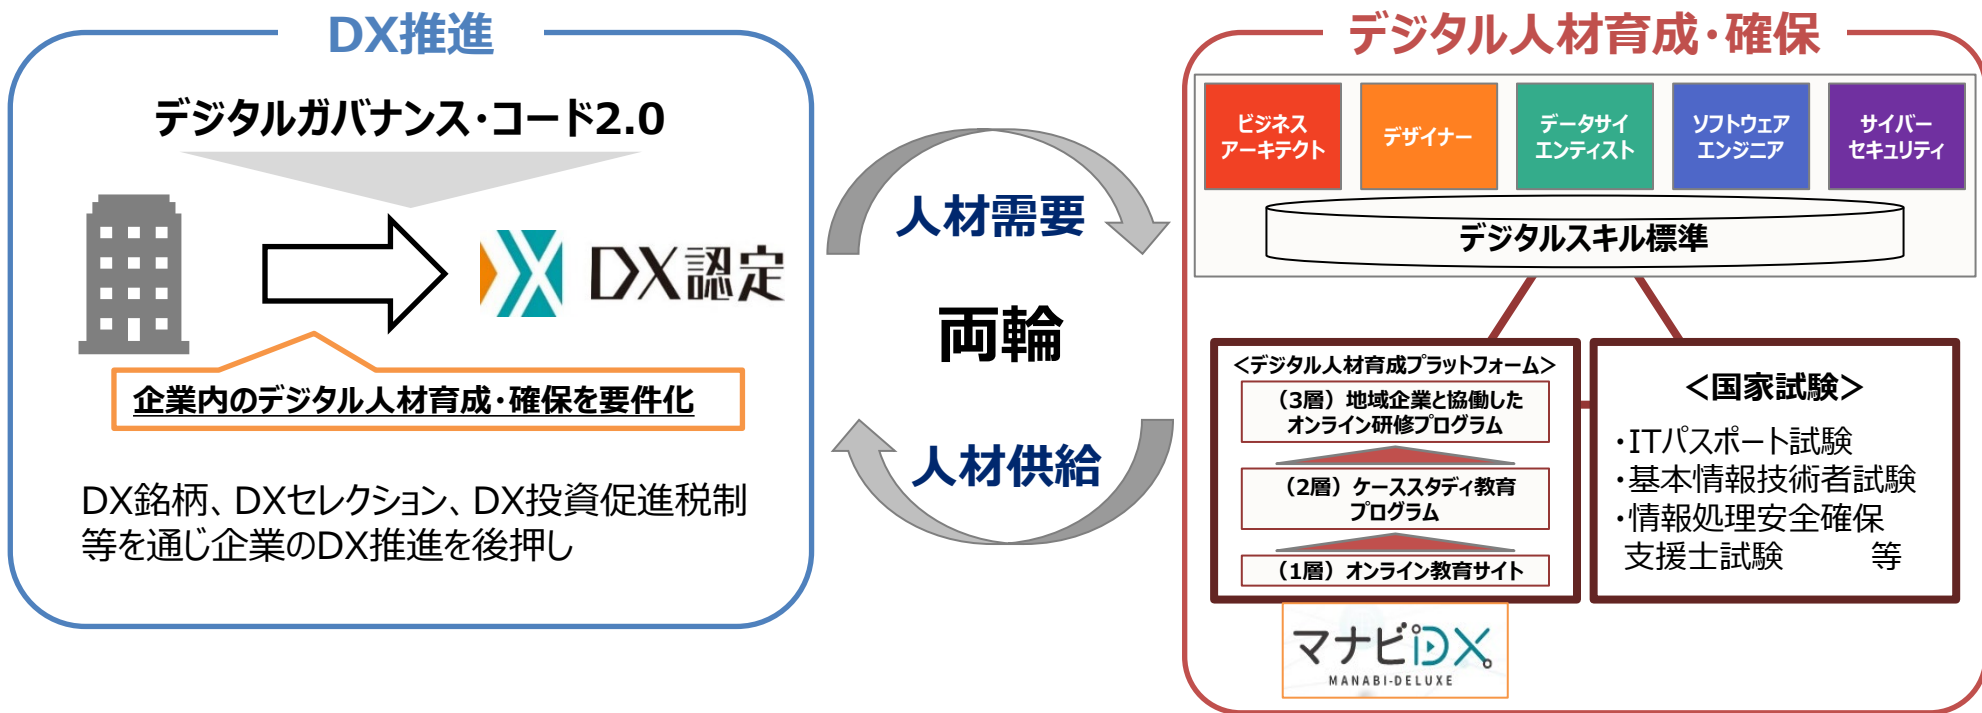 DX推進
デジタルガバナンス・コード2.0
DX認定
企業内のデジタル人材育成・確保を要件化
DX銘柄、DXセレクション、DX投資促進税制
等を通じ企業のDX推進を後押し
人材需要
両輪
人材供給
デジタル人材育成・確保
ビジネス
アーキテクト
デザイナー
データサイ
エンティスト
ソフトウェア
エンジニア
サイバー
セキュリティ
デジタルスキル標準
＜デジタル人材育成プラットフォーム＞
（3層）地域企業と協働した
オンライン研修プログラム
（2層）ケーススタディ教育
プログラム
（1層）オンライン教育サイト
マナビDX
MANABI-DELUXE
＜国家試験＞
・ITパスポート試験
・基本情報技術者試験
・情報処理安全確保
支援士試験 等